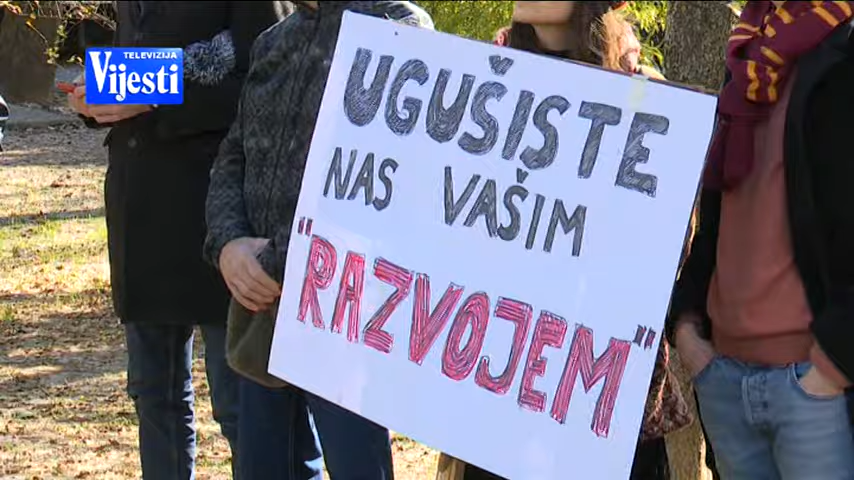 TELEVIZIJA
Vijesti
UGUŠISTE
NAS VAŠIM
"RAZVOJEM"